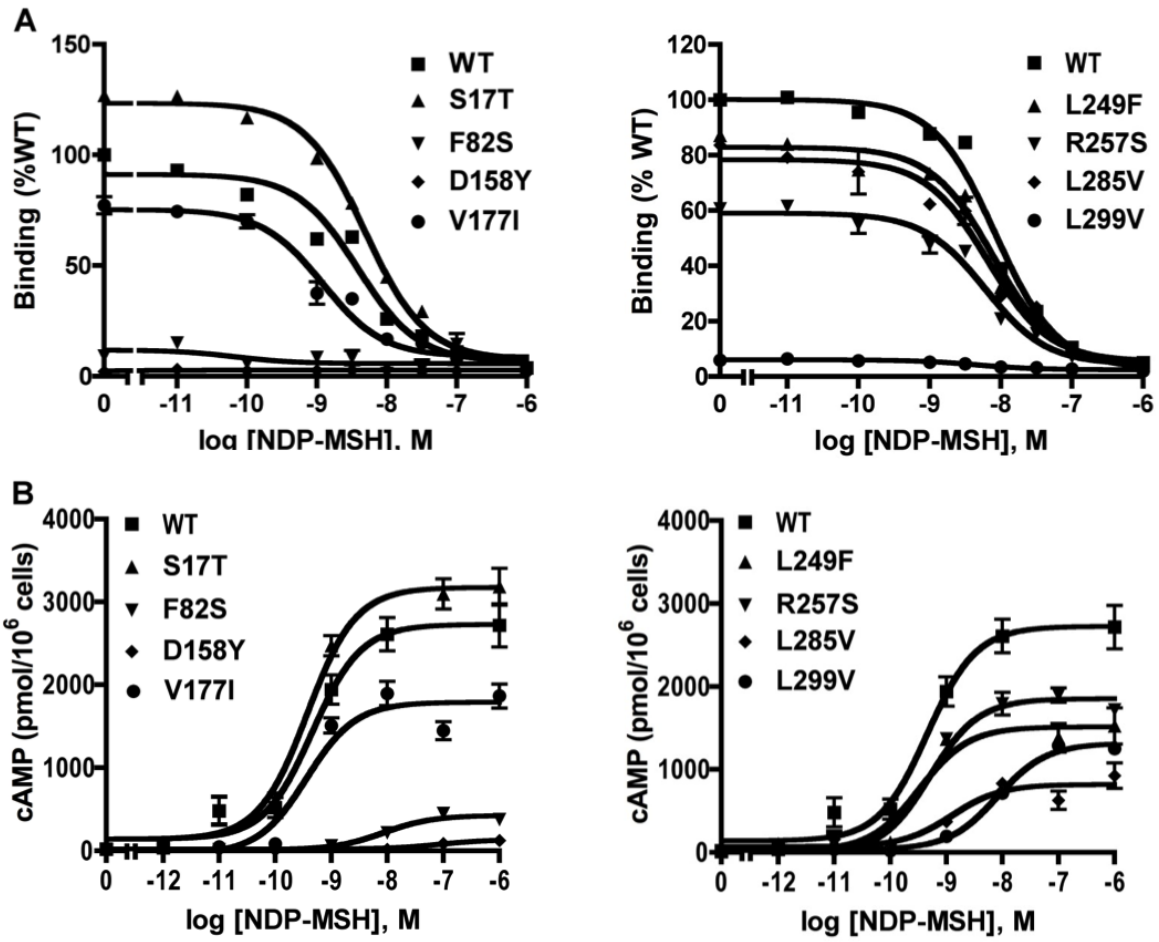 A
150
100
50
0
Binding (%WT)
WT
S17T
F82S
D158Y
V177I
0 -11 -10 -9 -8 -7 -6
log [NDP-MSH], M
120
100
80
60
40
20
0
Binding (% WT)
WT
L249F
R257S
L285V
L299V
0 -11 -10 -9 -8 -7 -6
log [NDP-MSH], M
B
4000
3000
2000
1000
0
cAMP (pmol/10⁶ cells)
WT
S17T
F82S
D158Y
V177I
0 -12 -11 -10 -9 -8 -7 -6
log [NDP-MSH], M
4000
3000
2000
1000
0
cAMP (pmol/10⁶ cells)
WT
L249F
R257S
L285V
L299V
0 -12 -11 -10 -9 -8 -7 -6
log [NDP-MSH], M